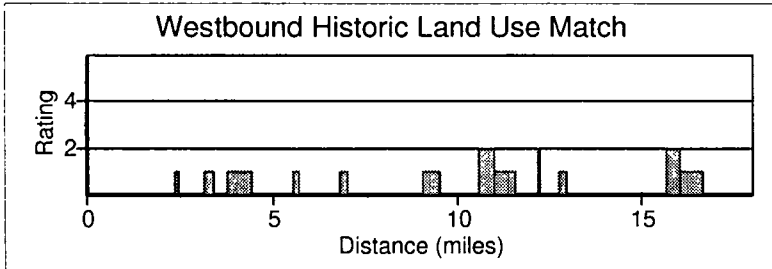 Westbound Historic Land Use Match
Rating
4
2
0 5 10 15
Distance (miles)